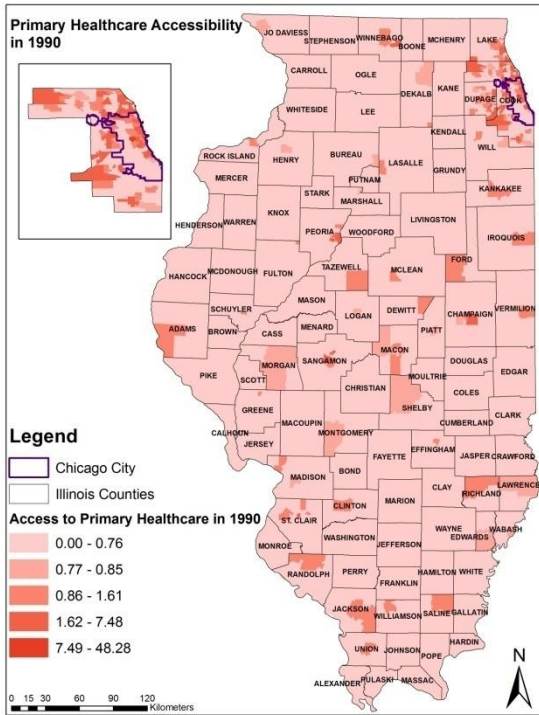 Primary Healthcare Accessibility
in 1990
JO DAVIESS
STEPHENSON
WINNEBAGO
BOONE
MCHENRY
LAKE
CARROLL
OGLE
DEKALB
KANE
DUPAGE
COOK
WHITESIDE
LEE
KENDALL
WILL
ROCK ISLAND
HENRY
BUREAU
LASALLE
GRUNDY
MERCER
PUTNAM
STARK
MARSHALL
KANKAKEE
KNOX
HENDERSON
WARREN
PEORIA
WOODFORD
LIVINGSTON
IROQUOIS
FORD
TAZEWELL
MCLEAN
HANCOCK
MCDONOUGH
FULTON
MASON
SCHUYLER
LOGAN
DEWITT
CHAMPAIGN
VERMILION
ADAMS
BROWN
CASS
MENARD
PIATT
MACON
MORGAN
SANGAMON
DOUGLAS
EDGAR
PIKE
SCOTT
CHRISTIAN
MOULTRIE
COLES
GREENE
SHELBY
CUMBERLAND
CLARK
CALHOUN
JERSEY
MACOUPIN
MONTGOMERY
FAYETTE
EFFINGHAM
JASPER
CRAWFORD
MADISON
BOND
CLAY
RICHLAND
LAWRENCE
CLINTON
MARION
ST. CLAIR
WAYNE
EDWARDS
WABASH
WASHINGTON
JEFFERSON
MONROE
RANDOLPH
PERRY
HAMILTON
WHITE
FRANKLIN
JACKSON
WILLIAMSON
SALINE
GALLATIN
UNION
JOHNSON
POPE
HARDIN
ALEXANDER
PULASKI
MASSAC
Legend
Chicago City
Illinois Counties
Access to Primary Healthcare in 1990
0.00 - 0.76
0.77 - 0.85
0.86 - 1.61
1.62 - 7.48
7.49 - 48.28
0 15 30 60 90 120
Kilometers
N